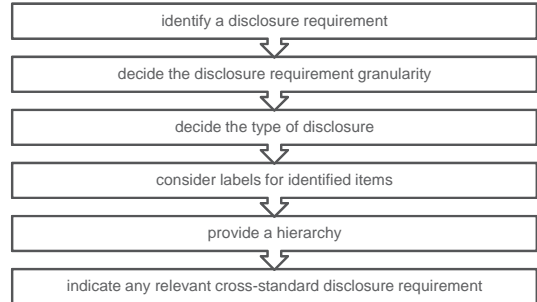 identify a disclosure requirement
decide the disclosure requirement granularity
decide the type of disclosure
consider labels for identified items
provide a hierarchy
indicate any relevant cross-standard disclosure requirement